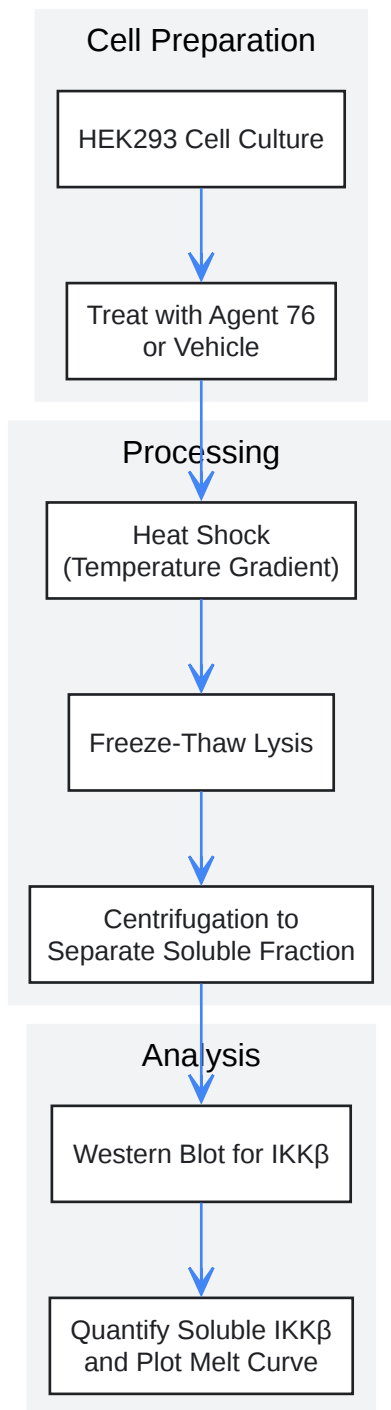 Cell Preparation
HEK293 Cell Culture
Treat with Agent 76
or Vehicle
Processing
Heat Shock
(Temperature Gradient)
Freeze-Thaw Lysis
Centrifugation to
Separate Soluble Fraction
Analysis
Western Blot for IKKβ
Quantify Soluble IKKβ
and Plot Melt Curve